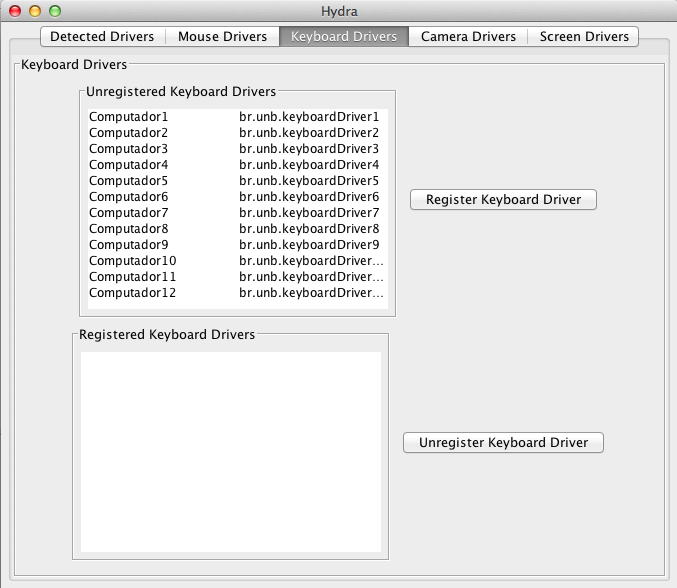 Hydra
Detected Drivers Mouse Drivers Keyboard Drivers Camera Drivers Screen Drivers
Keyboard Drivers
Unregistered Keyboard Drivers
Computador1 br.unb.keyboardDriver1
Computador2 br.unb.keyboardDriver2
Computador3 br.unb.keyboardDriver3
Computador4 br.unb.keyboardDriver4
Computador5 br.unb.keyboardDriver5
Computador6 br.unb.keyboardDriver6
Computador7 br.unb.keyboardDriver7
Computador8 br.unb.keyboardDriver8
Computador9 br.unb.keyboardDriver9
Computador10 br.unb.keyboardDriver...
Computador11 br.unb.keyboardDriver...
Computador12 br.unb.keyboardDriver...
Register Keyboard Driver
Registered Keyboard Drivers
Unregister Keyboard Driver